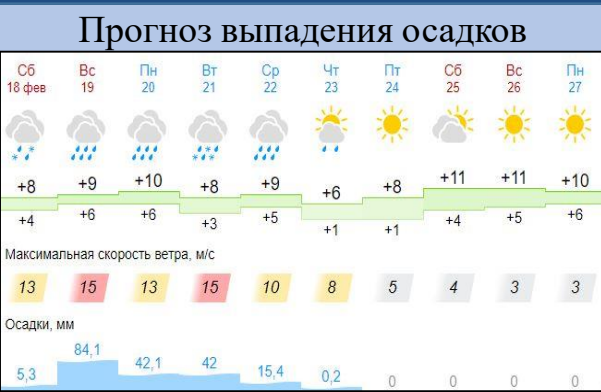 Прогноз выпадения осадков
Сб Вс Пн Вт Ср Чт Пт Сб Вс Пн
18 фев 19 20 21 22 23 24 25 26 27
+8 +9 +10 +8 +9 +6 +8 +11 +11 +10
+4 +6 +6 +3 +5 +1 +1 +4 +5 +6
Максимальная скорость ветра, м/с
13 15 13 15 10 8 5 4 3 3
Осадки, мм
5,3 84,1 42,1 42 15,4 0,2 0 0 0 0